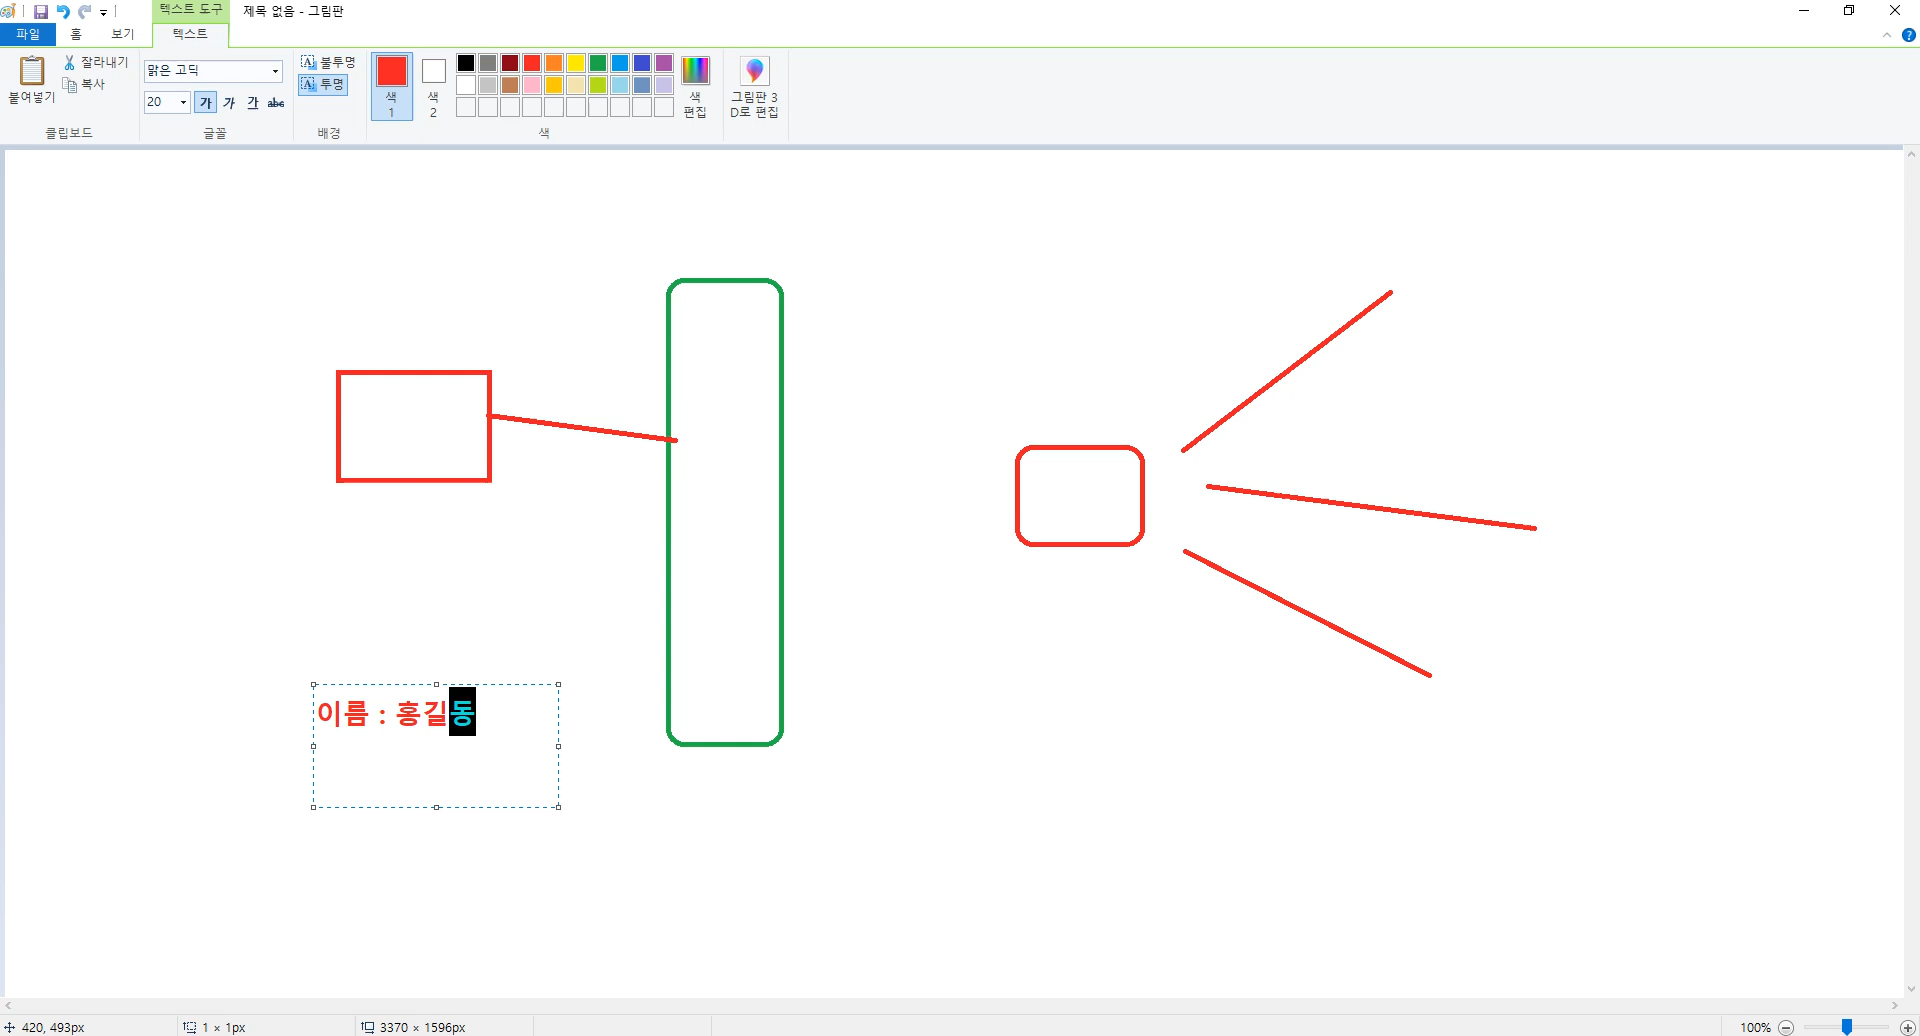 텍스트 도구
제목 없음 - 그림판
파일
홈
보기
텍스트
붙여넣기
잘라내기
복사
클립보드
맑은 고딕
20
가 가 가 abc
글꼴
불투명
투명
배경
색
1
색
2
색
편집
색
그림판 3
D로 편집
이름 : 홍길동
420, 493px
1 × 1px
3370 × 1596px
100%